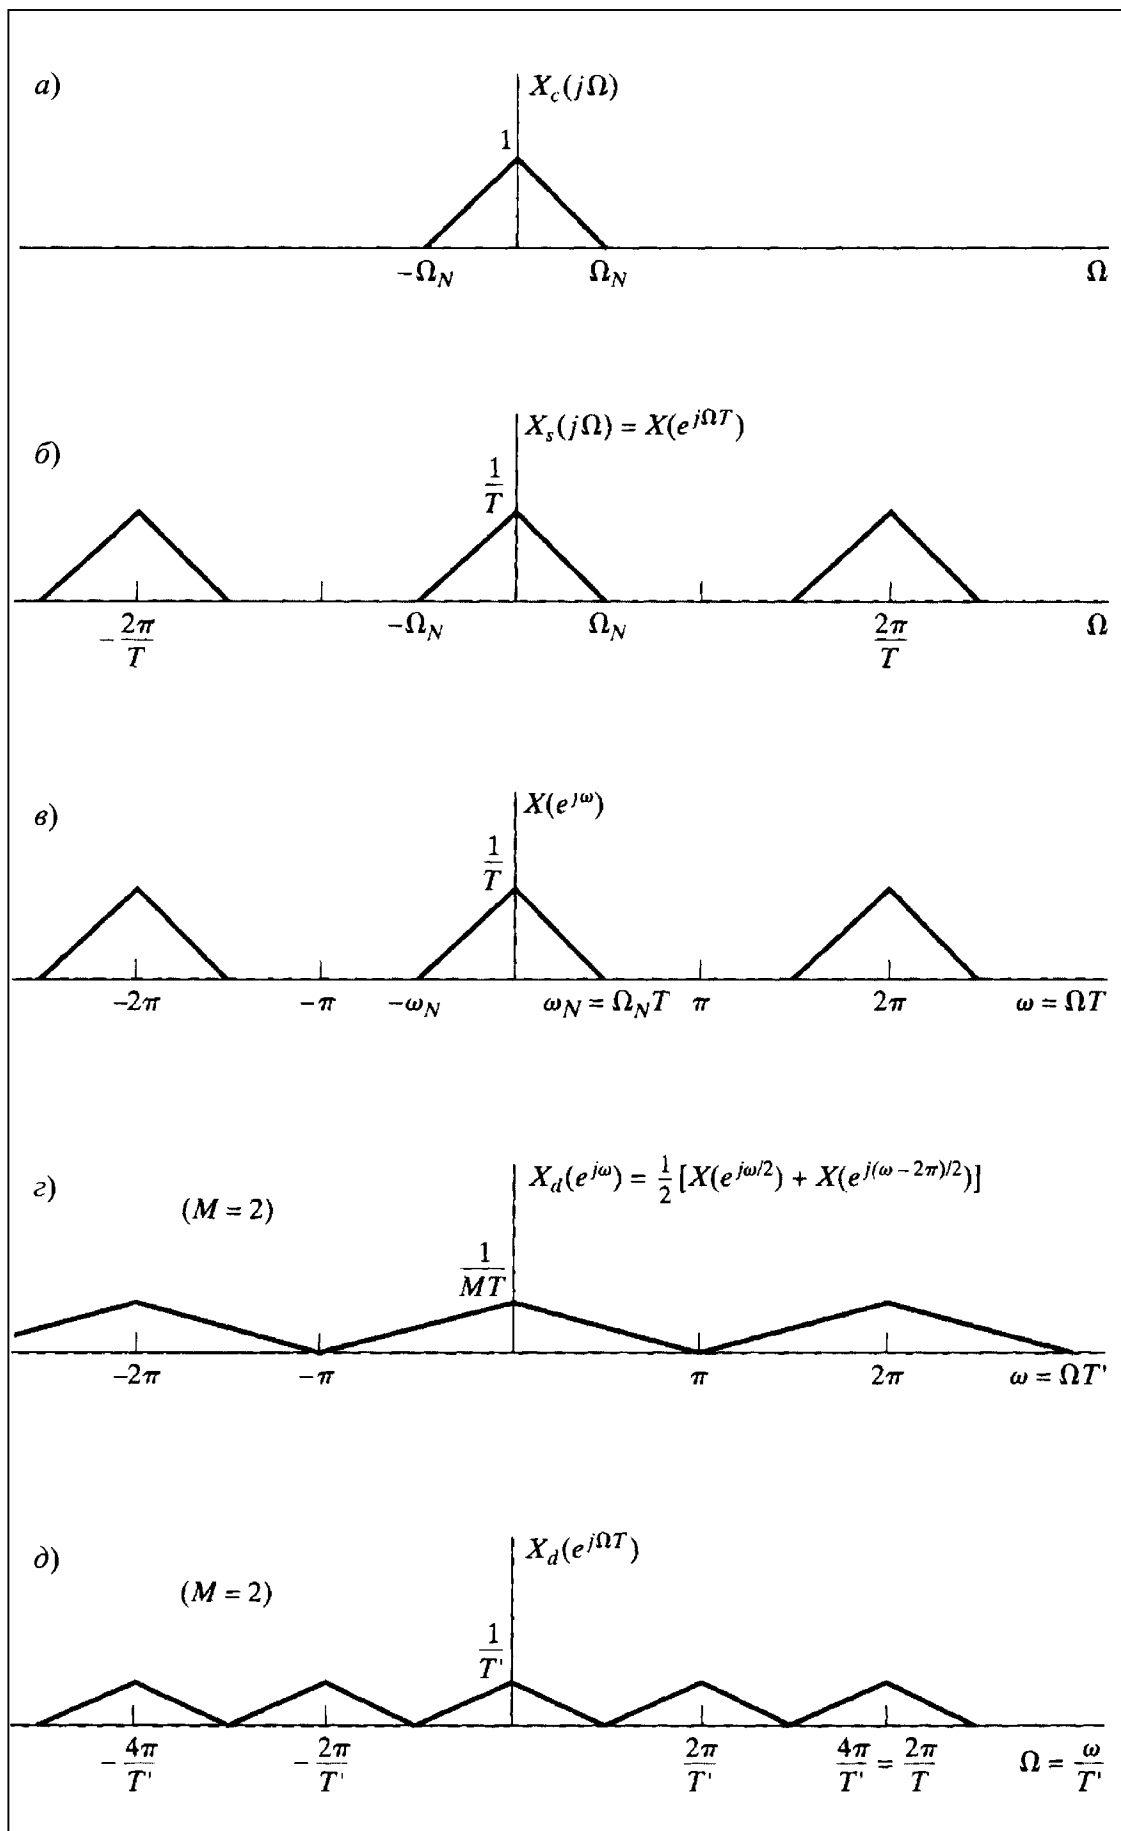 а)
X_c(jΩ)
1
−Ω_N Ω_N Ω
б)
X_s(jΩ) = X(e^{jΩT})
1/T
−2π/T −Ω_N Ω_N 2π/T Ω
в)
X(e^{jω})
1/T
−2π −π −ω_N ω_N = Ω_N T π 2π ω = ΩT
г)
(M = 2)
X_d(e^{jω}) = 1/2 [X(e^{jω/2}) + X(e^{j(ω − 2π)/2})]
1/MT
−2π −π π 2π ω = ΩT'
д)
(M = 2)
X_d(e^{jΩT})
1/T'
−4π/T' −2π/T' 2π/T' 4π/T' = 2π/T Ω = ω/T'